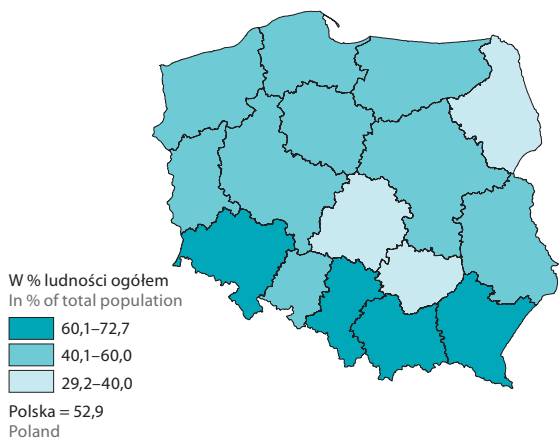 W % ludności ogółem
In % of total population
60,1–72,7
40,1–60,0
29,2–40,0
Polska = 52,9
Poland